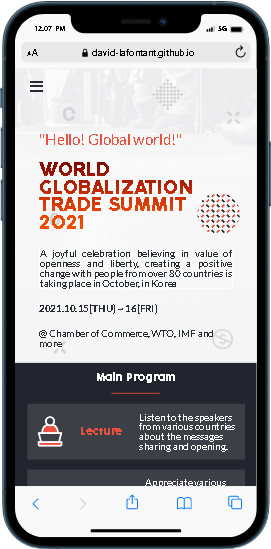 12:07 PM
5G
AA
david-lafontant.github.io
"Hello! Global world!"
WORLD
GLOBALIZATION
TRADE SUMMIT
2021
A joyful celebration believing in value of
openness and liberty, creating a positive
change with people from over 80 countries is
taking place in October, in Korea
2021.10.15(THU) ~ 16(FRI)
@ Chamber of Commerce, WTO, IMF and
more
Main Program
Lecture
Listen to the speakers
from various countries
about the messages
sharing and opening.
Appreciate various